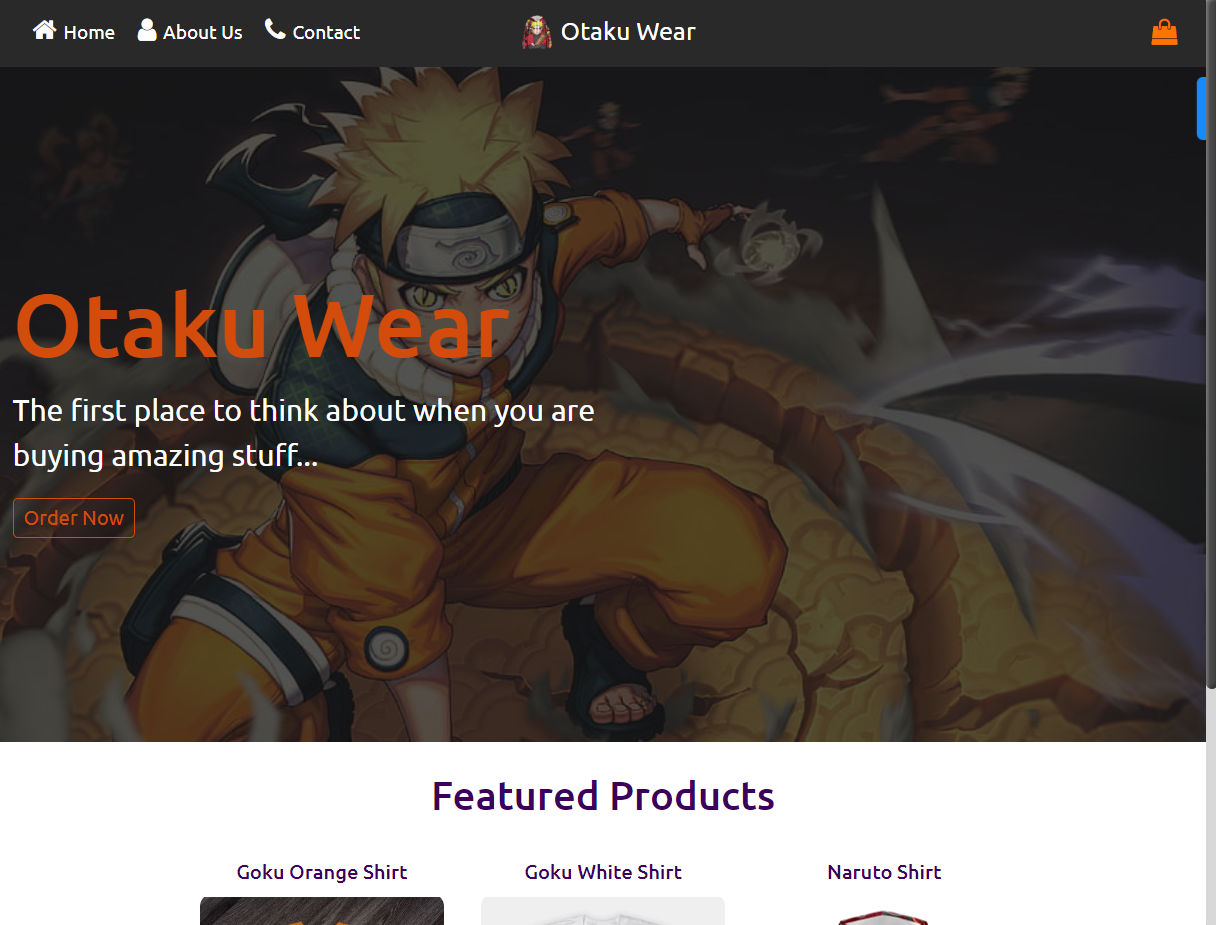 Home
About Us
Contact
Otaku Wear
Otaku Wear
The first place to think about when you are
buying amazing stuff...
Order Now
Featured Products
Goku Orange Shirt
Goku White Shirt
Naruto Shirt